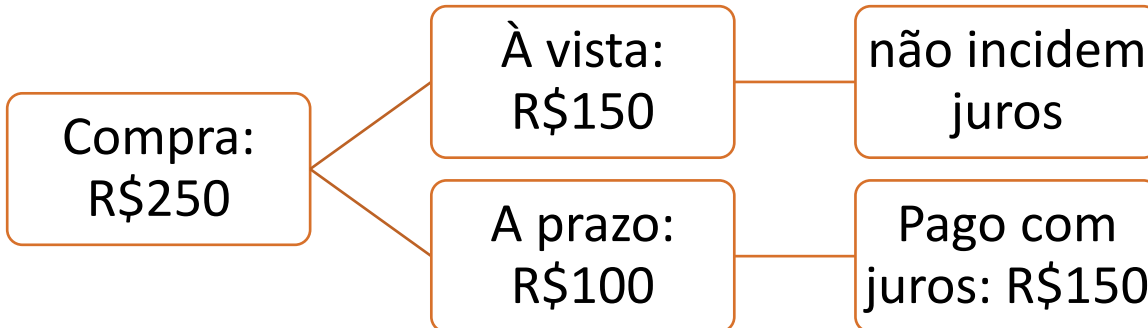 Compra:
R$250
À vista:
R$150
não incidem
juros
A prazo:
R$100
Pago com
juros: R$150